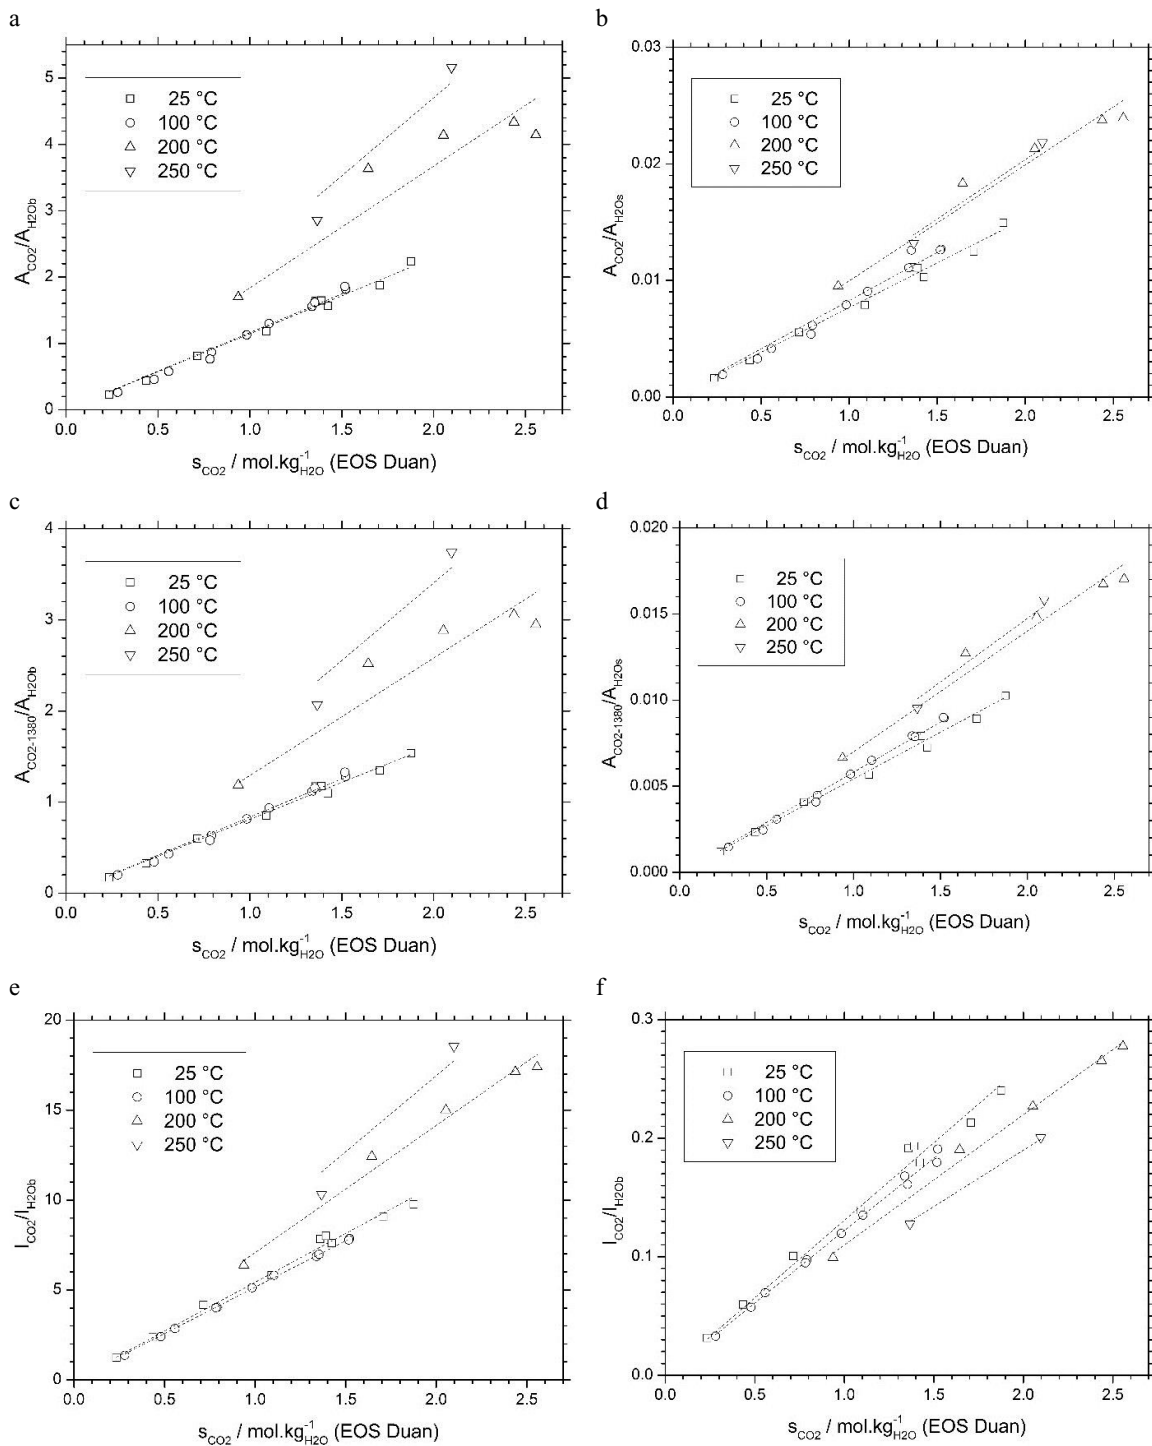 a
A_CO2/A_H2Ob
5
4
3
2
1
0
25 °C
100 °C
200 °C
250 °C
0.0 0.5 1.0 1.5 2.0 2.5
s_CO2 / mol.kg⁻¹_H2O (EOS Duan)
b
A_CO2/A_H2Os
0.03
0.02
0.01
0.00
25 °C
100 °C
200 °C
250 °C
0.0 0.5 1.0 1.5 2.0 2.5
s_CO2 / mol.kg⁻¹_H2O (EOS Duan)
c
A_CO2-1380/A_H2Ob
4
3
2
1
0
25 °C
100 °C
200 °C
250 °C
0.0 0.5 1.0 1.5 2.0 2.5
s_CO2 / mol.kg⁻¹_H2O (EOS Duan)
d
A_CO2-1380/A_H2Os
0.020
0.015
0.010
0.005
0.000
25 °C
100 °C
200 °C
250 °C
0.0 0.5 1.0 1.5 2.0 2.5
s_CO2 / mol.kg⁻¹_H2O (EOS Duan)
e
I_CO2/I_H2Ob
20
15
10
5
0
25 °C
100 °C
200 °C
250 °C
0.0 0.5 1.0 1.5 2.0 2.5
s_CO2 / mol.kg⁻¹_H2O (EOS Duan)
f
I_CO2/I_H2Ob
0.3
0.2
0.1
0.0
25 °C
100 °C
200 °C
250 °C
0.0 0.5 1.0 1.5 2.0 2.5
s_CO2 / mol.kg⁻¹_H2O (EOS Duan)